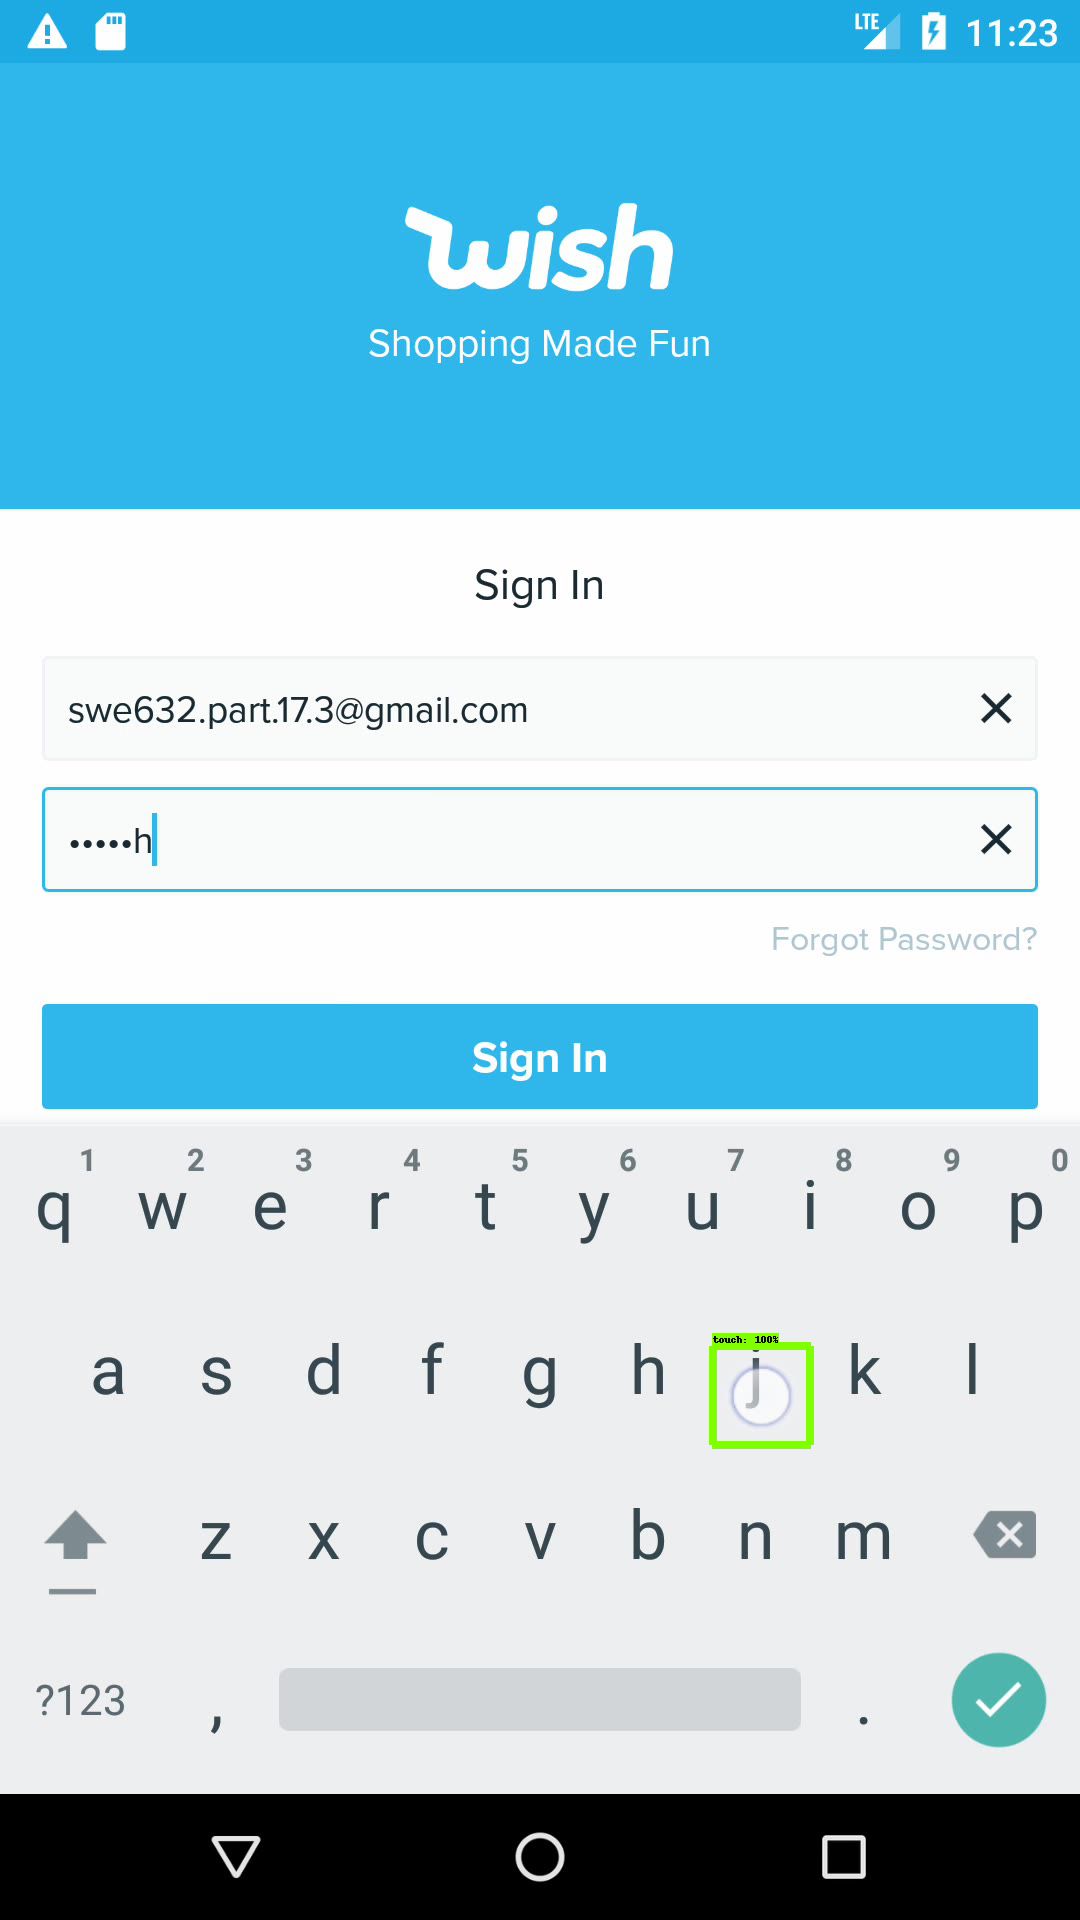 LTE 11:23
wish
Shopping Made Fun
Sign In
swe632.part.17.3@gmail.com
•••••h
Forgot Password?
Sign In
1 2 3 4 5 6 7 8 9 0
q w e r t y u i o p
touch: 100%
a s d f g h j k l
z x c v b n m
?123 , .